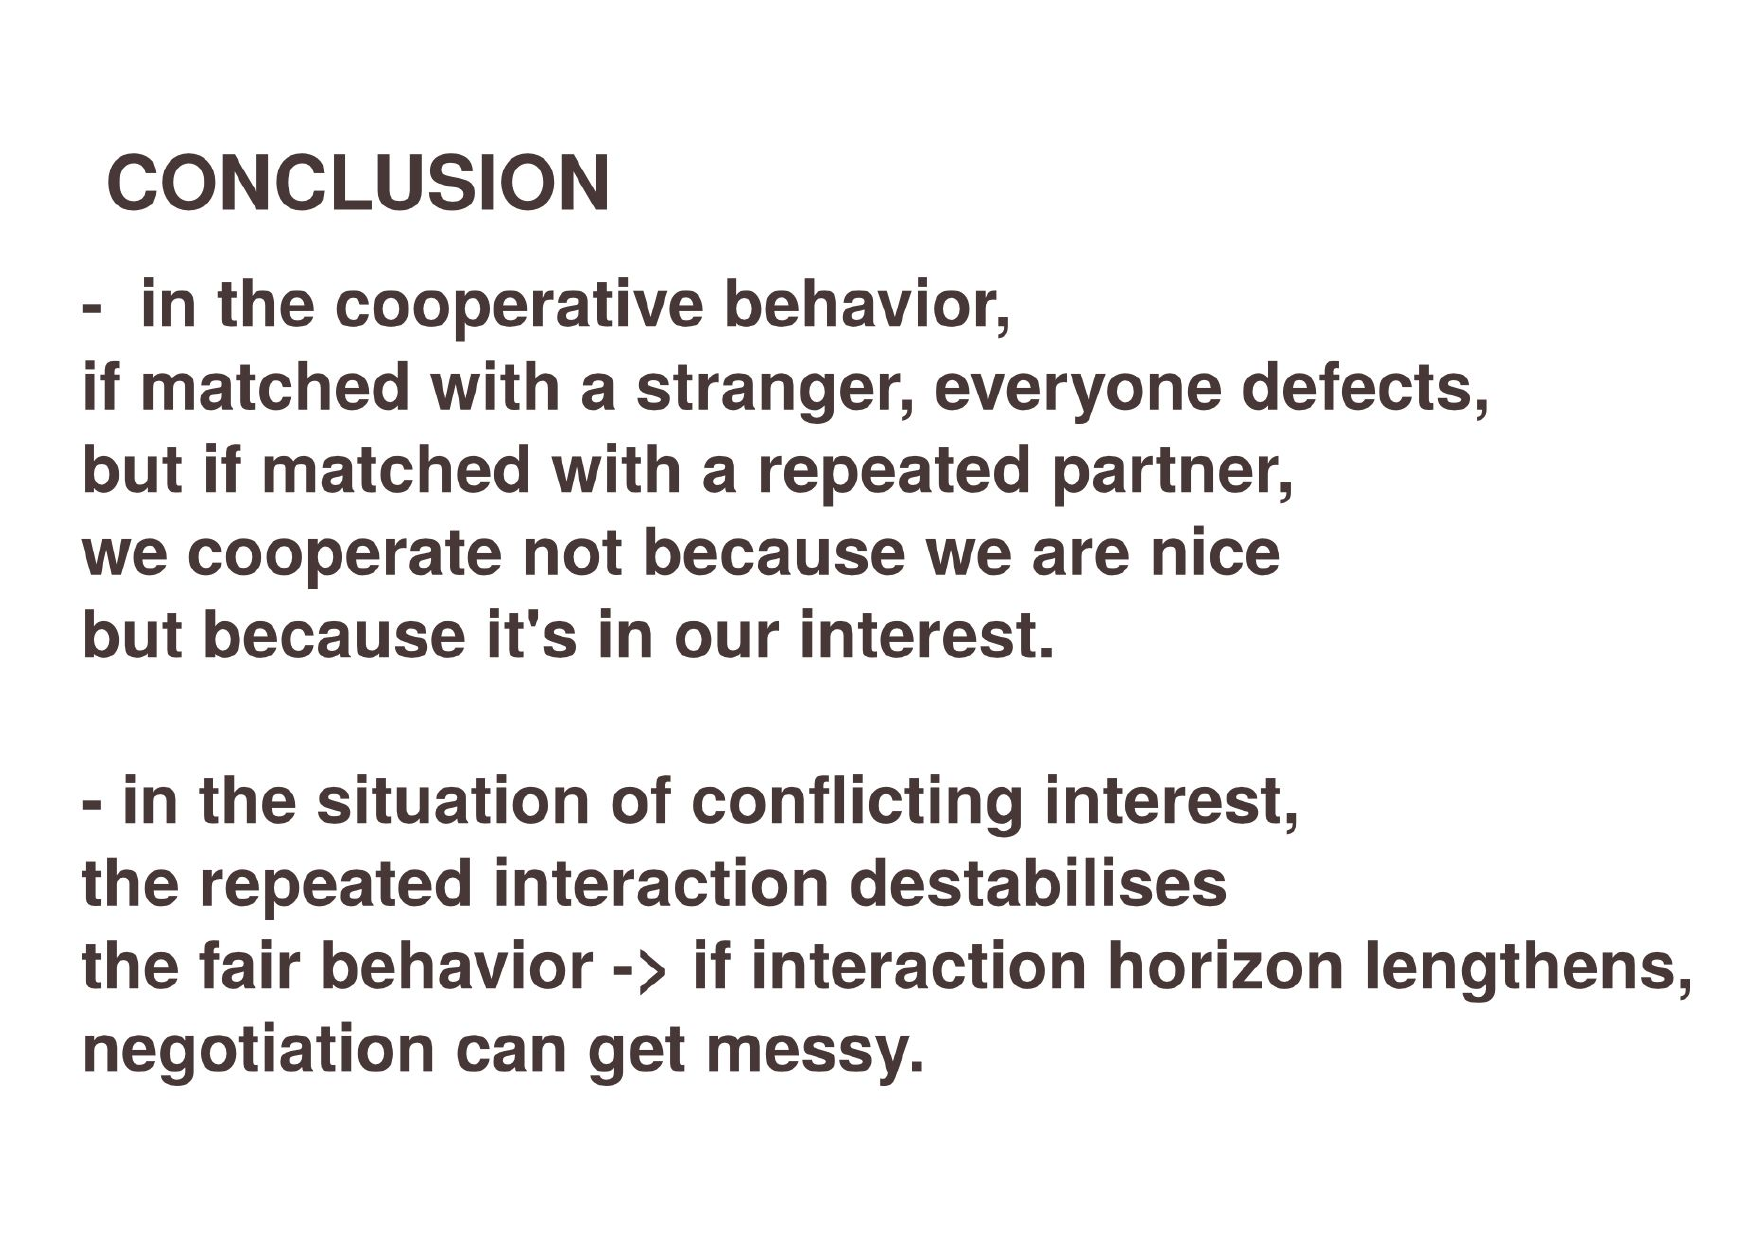 CONCLUSION
-  in the cooperative behavior,
if matched with a stranger, everyone defects,
but if matched with a repeated partner,
we cooperate not because we are nice
but because it's in our interest.
- in the situation of conflicting interest,
the repeated interaction destabilises
the fair behavior -> if interaction horizon lengthens,
negotiation can get messy.